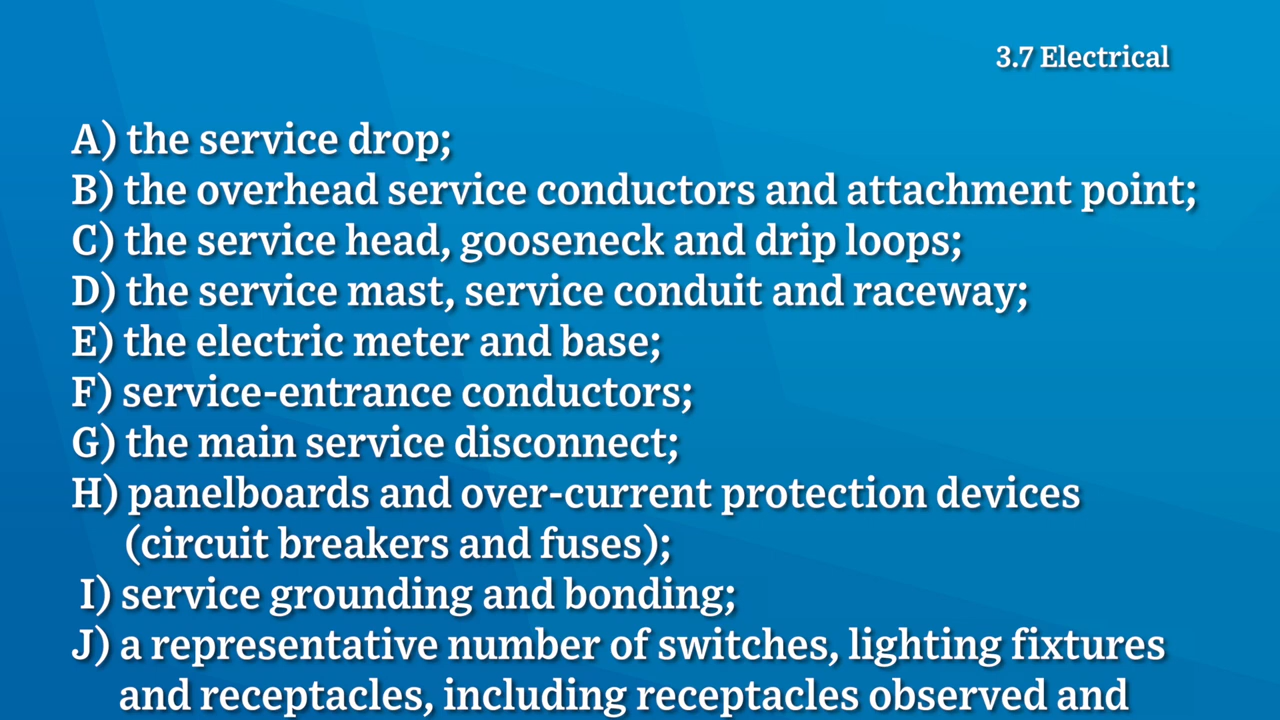 3.7 Electrical
A) the service drop;
B) the overhead service conductors and attachment point;
C) the service head, gooseneck and drip loops;
D) the service mast, service conduit and raceway;
E) the electric meter and base;
F) service-entrance conductors;
G) the main service disconnect;
H) panelboards and over-current protection devices
(circuit breakers and fuses);
I) service grounding and bonding;
J) a representative number of switches, lighting fixtures
and receptacles, including receptacles observed and